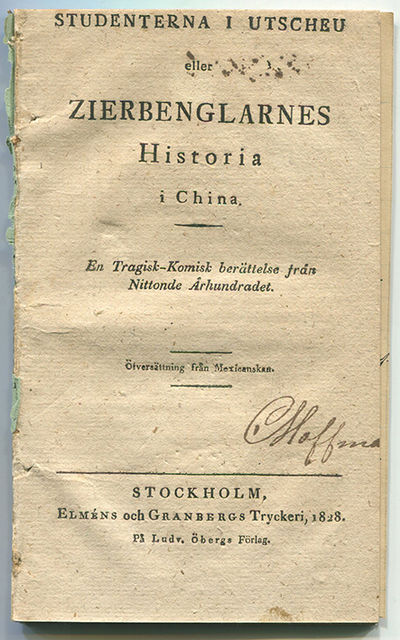 STUDENTERNA I UTSCHEU
eller
ZIERBENGLARNES
Historia
i China.
En Tragisk-Komisk berättelse från
Nittonde Århundradet.
Öfversättning från Mexicanskan.
Hoffma
STOCKHOLM,
ELMÉNS och GRANBERGS Tryckeri, 1828.
På Ludv. Öbergs Förlag.